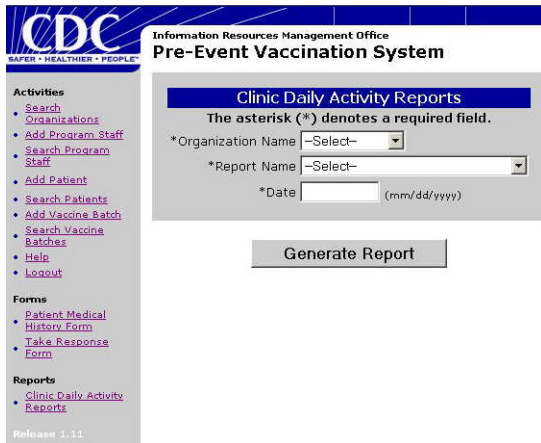 CDC
SAFER • HEALTHIER • PEOPLE™
Information Resources Management Office
Pre-Event Vaccination System
Activities
• Search
Organizations
• Add Program Staff
• Search Program
Staff
• Add Patient
• Search Patients
• Add Vaccine Batch
• Search Vaccine
Batches
• Help
• Logout
Forms
• Patient Medical
History Form
• Take Response
Form
Reports
• Clinic Daily Activity
Reports
Release 1.11
Clinic Daily Activity Reports
The asterisk (*) denotes a required field.
*Organization Name –Select–
*Report Name –Select–
*Date (mm/dd/yyyy)
Generate Report